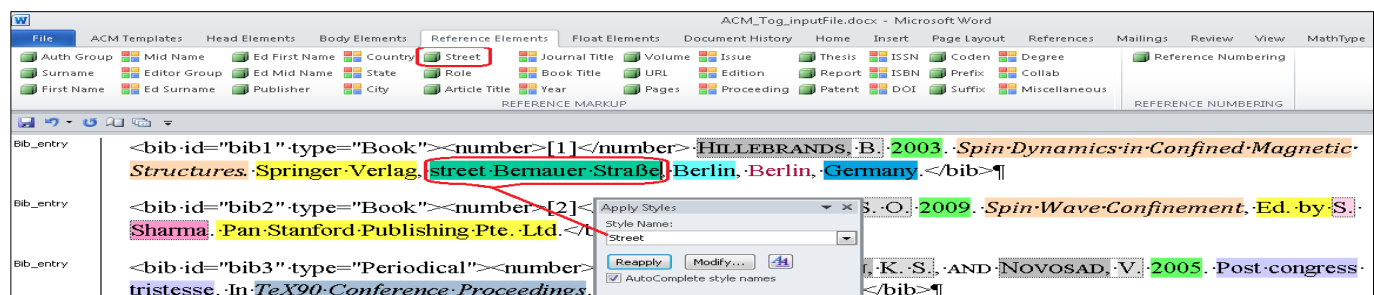 W ACM_Tog_inputFile.docx - Microsoft Word
File ACM Templates Head Elements Body Elements Reference Elements Float Elements Document History Home Insert Page Layout References Mailings Review View MathType
Auth Group Mid Name Ed First Name Country Street Journal Title Volume Issue Thesis ISSN Coden Degree Reference Numbering
Surname Editor Group Ed Mid Name State Role Book Title URL Edition Report ISBN Prefix Collab
First Name Ed Surname Publisher City Article Title Year Pages Proceeding Patent DOI Suffix Miscellaneous
REFERENCE MARKUP REFERENCE NUMBERING
Bib_entry <bib·id="bib1"·type="Book"><number>[1]</number>·HILLEBRANDS,·B.·2003.·Spin·Dynamics·in·Confined·Magnetic·
Structures.·Springer·Verlag,·street·Bernauer·Straße,·Berlin,·Berlin,·Germany.</bib>¶
Bib_entry <bib·id="bib2"·type="Book"><number>[2]< S.·O.·2009.·Spin·Wave·Confinement,·Ed.·by·S.·
Sharma.·Pan·Stanford·Publishing·Pte.·Ltd.</b
Apply Styles
Style Name:
Street
Reapply Modify...
AutoComplete style names
Bib_entry <bib·id="bib3"·type="Periodical"><number> ,·K.·S.,·AND·NOVOSAD,·V.·2005.·Post·congress·
tristesse.·In·TeX90·Conference·Proceedings, </bib>¶